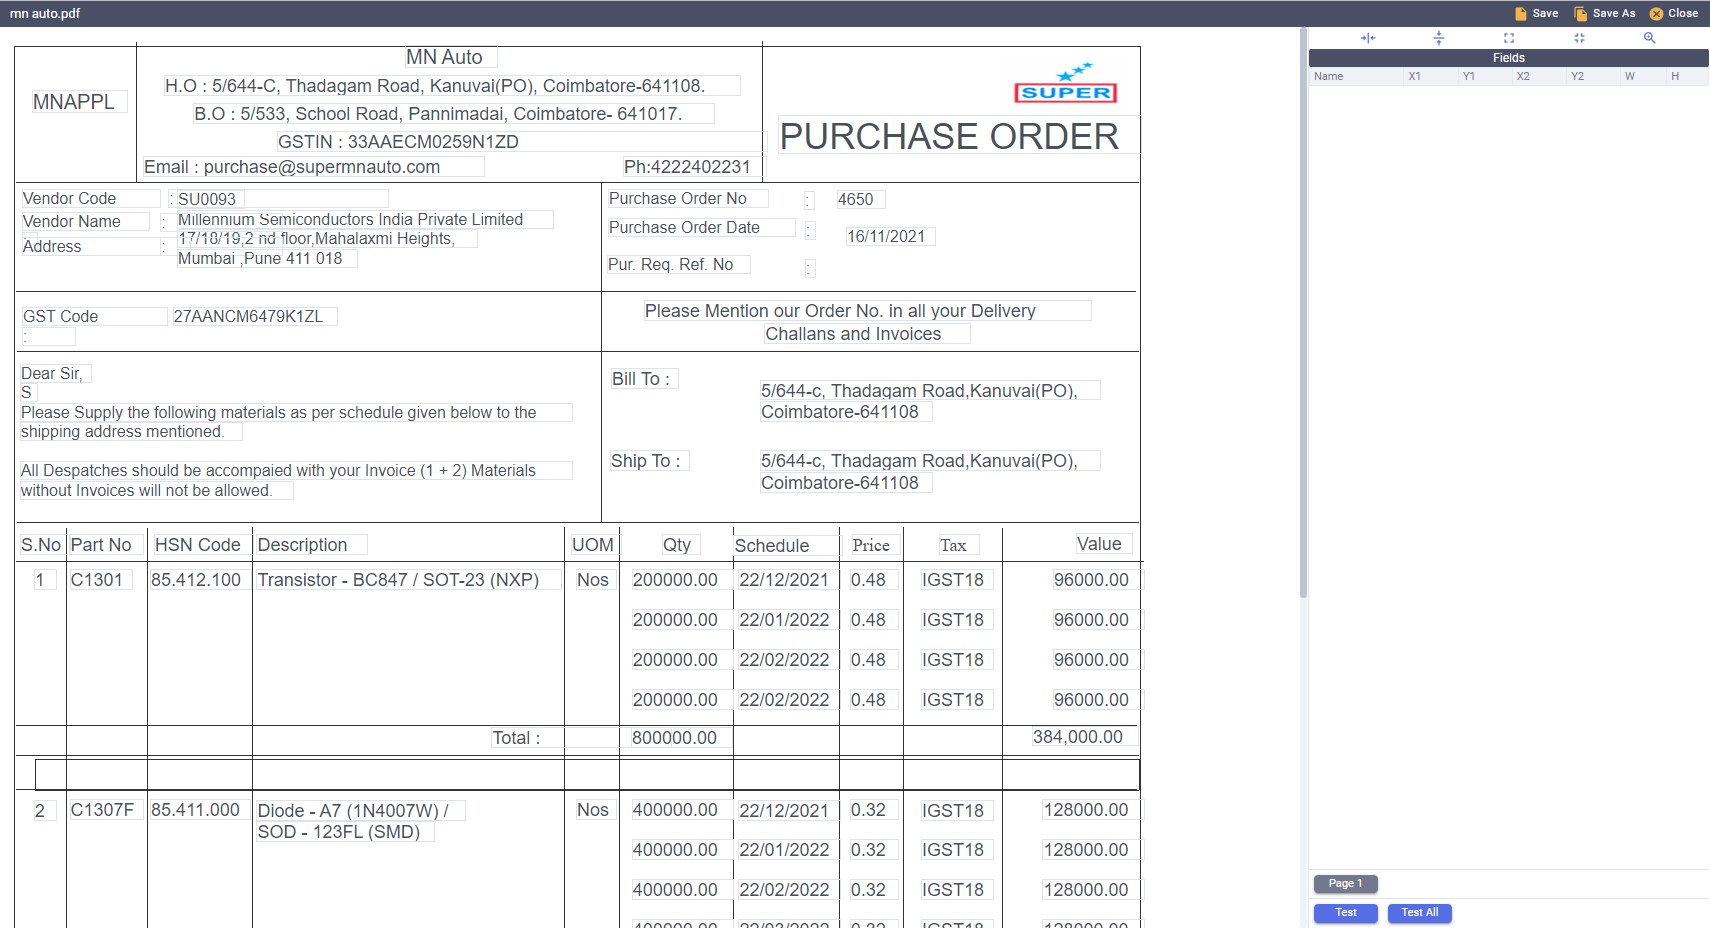 mn auto.pdf
Save Save As Close
MN Auto
MNAPPL
H.O : 5/644-C, Thadagam Road, Kanuvai(PO), Coimbatore-641108.
B.O : 5/533, School Road, Pannimadai, Coimbatore- 641017.
GSTIN : 33AAECM0259N1ZD
Email : purchase@supermnauto.com Ph:4222402231
SUPER
PURCHASE ORDER
Vendor Code : SU0093
Vendor Name : Millennium Semiconductors India Private Limited
Address : 17/18/19,2 nd floor,Mahalaxmi Heights,
Mumbai ,Pune 411 018
Purchase Order No : 4650
Purchase Order Date : 16/11/2021
Pur. Req. Ref. No :
GST Code 27AANCM6479K1ZL
:
Please Mention our Order No. in all your Delivery
Challans and Invoices
Dear Sir,
S
Please Supply the following materials as per schedule given below to the
shipping address mentioned.
All Despatches should be accompaied with your Invoice (1 + 2) Materials
without Invoices will not be allowed.
Bill To :
5/644-c, Thadagam Road,Kanuvai(PO),
Coimbatore-641108
Ship To : 5/644-c, Thadagam Road,Kanuvai(PO),
Coimbatore-641108
S.No Part No HSN Code Description UOM Qty Schedule Price Tax Value
1 C1301 85.412.100 Transistor - BC847 / SOT-23 (NXP) Nos 200000.00 22/12/2021 0.48 IGST18 96000.00
200000.00 22/01/2022 0.48 IGST18 96000.00
200000.00 22/02/2022 0.48 IGST18 96000.00
200000.00 22/02/2022 0.48 IGST18 96000.00
Total : 800000.00 384,000.00
2 C1307F 85.411.000 Diode - A7 (1N4007W) / Nos 400000.00 22/12/2021 0.32 IGST18 128000.00
SOD - 123FL (SMD)
400000.00 22/01/2022 0.32 IGST18 128000.00
400000.00 22/02/2022 0.32 IGST18 128000.00
Fields
Name X1 Y1 X2 Y2 W H
Page 1
Test Test All